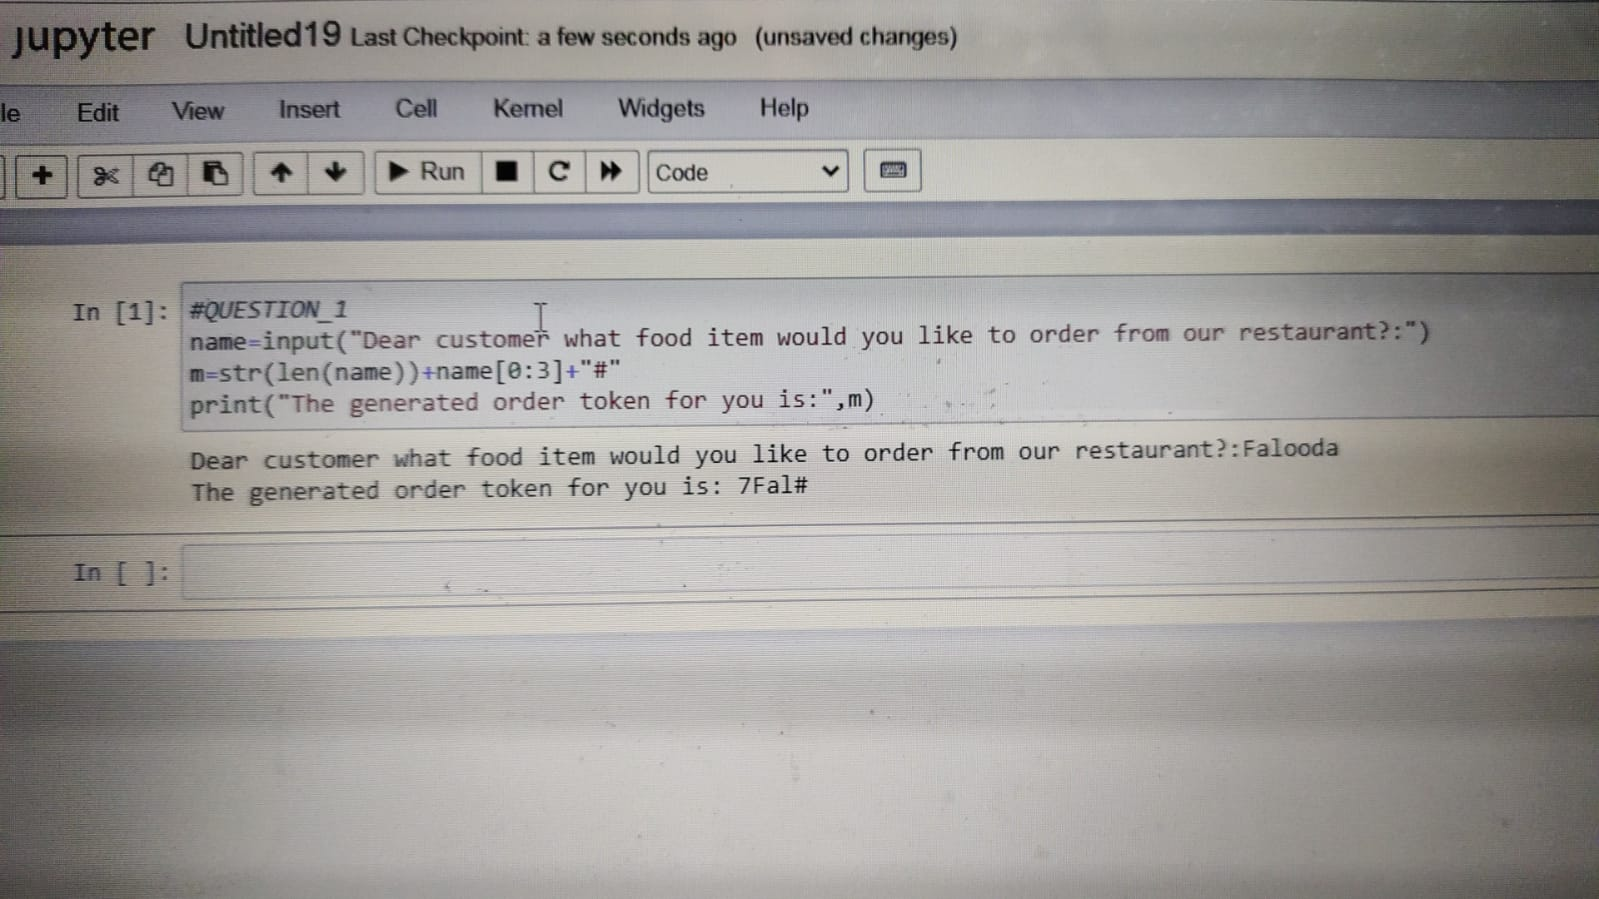 jupyter Untitled19 Last Checkpoint: a few seconds ago (unsaved changes)
le Edit View Insert Cell Kernel Widgets Help
Run Code
In [1]: #QUESTION_1
name=input("Dear customer what food item would you like to order from our restaurant?:")
m=str(len(name))+name[0:3]+"#"
print("The generated order token for you is:",m)
Dear customer what food item would you like to order from our restaurant?:Falooda
The generated order token for you is: 7Fal#
In [ ]: